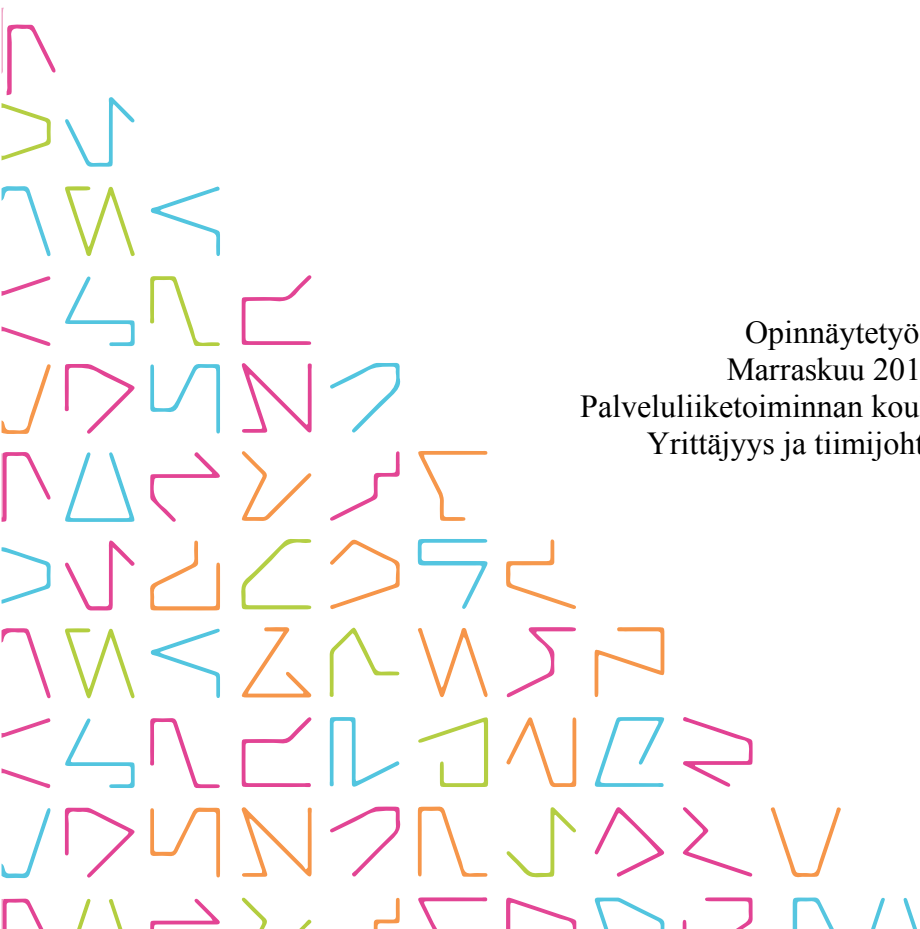 Opinnäytetyö
Marraskuu 201
Palveluliiketoiminnan kou
Yrittäjyys ja tiimijoht